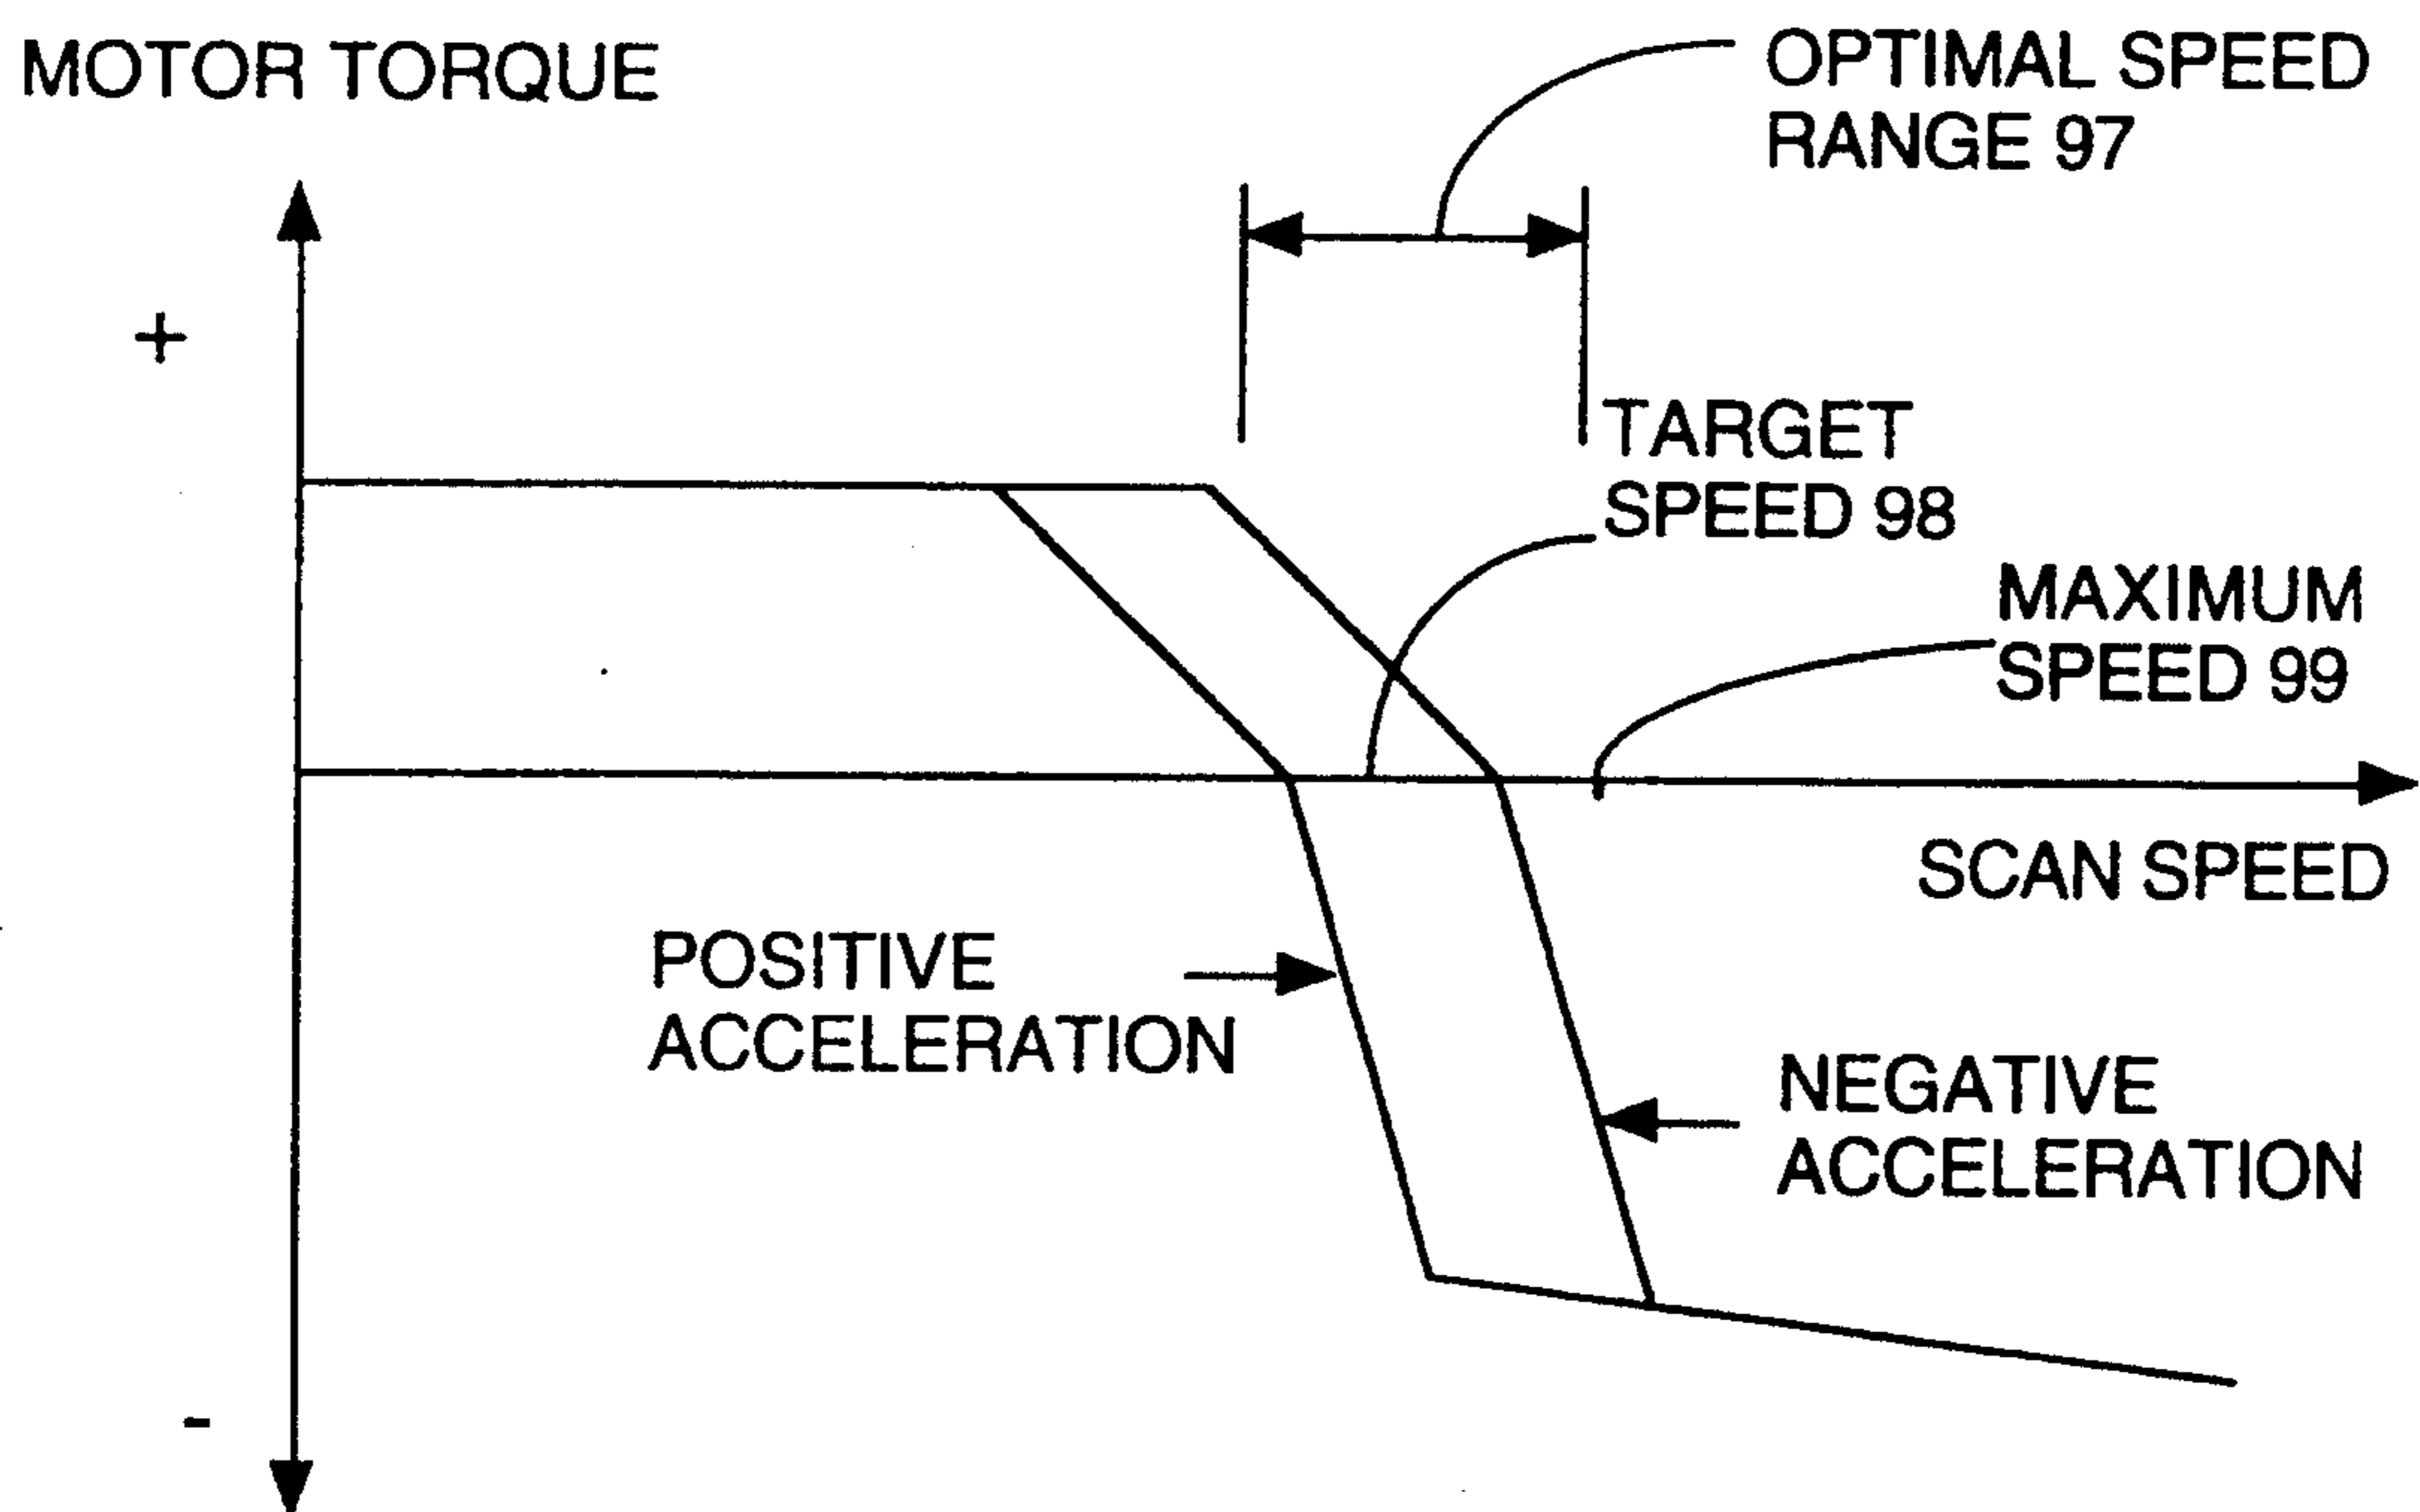 MOTOR TORQUE
OPTIMAL SPEED
RANGE 97
+
TARGET
SPEED 98
MAXIMUM
SPEED 99
SCAN SPEED
POSITIVE
ACCELERATION
NEGATIVE
ACCELERATION
-